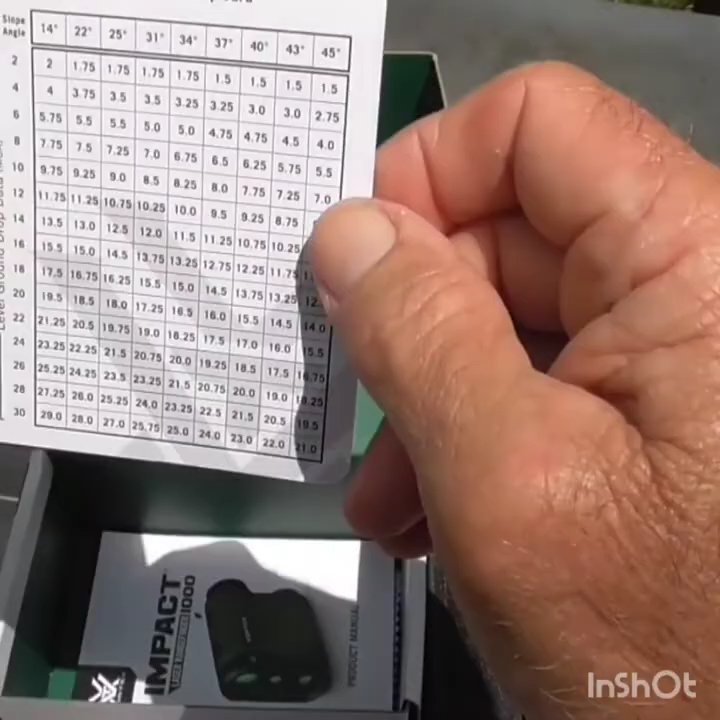 Slope Angle 14° 22° 25° 31° 34° 37° 40° 43° 45°
2 2 1.75 1.75 1.75 1.75 1.5 1.5 1.5 1.5
4 4 3.75 3.5 3.5 3.25 3.25 3.0 3.0 2.75
6 5.75 5.5 5.5 5.0 5.0 4.75 4.75 4.5 4.0
8 7.75 7.5 7.25 7.0 6.75 6.5 6.25 5.75 5.5
10 9.75 9.25 9.0 8.5 8.25 8.0 7.75 7.25 7.0
12 11.75 11.25 10.75 10.25 10.0 9.5 9.25 8.75
14 13.5 13.0 12.5 12.0 11.5 11.25 10.75 10.25
16 15.5 15.0 14.5 13.75 13.25 12.75 12.25 11.75
18 17.5 16.75 16.25 15.5 15.0 14.5 13.75 13.25 12.
20 19.5 18.5 18.0 17.25 16.5 16.0 15.5 14.5 14.0
22 21.25 20.5 19.75 19.0 18.25 17.5 17.0 16.0 15.5
24 23.25 22.25 21.5 20.75 20.0 19.25 18.5 17.5 16.75
26 25.25 24.25 23.5 23.25 21.5 20.75 20.0 19.0 18.25
28 27.25 26.0 25.25 24.0 23.25 22.5 21.5 20.5 19.5
30 29.0 28.0 27.0 25.75 25.0 24.0 23.0 22.0 21.0
Level Ground Drop Data
IMPACT
LASER RANGEFINDER 1000
PRODUCT MANUAL
InShOt